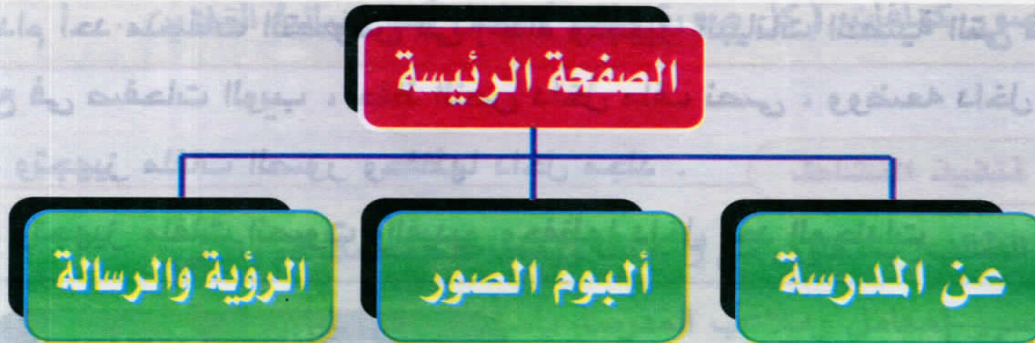 الصفحة الرئيسة
عن المدرسة
ألبوم الصور
الرؤية والرسالة